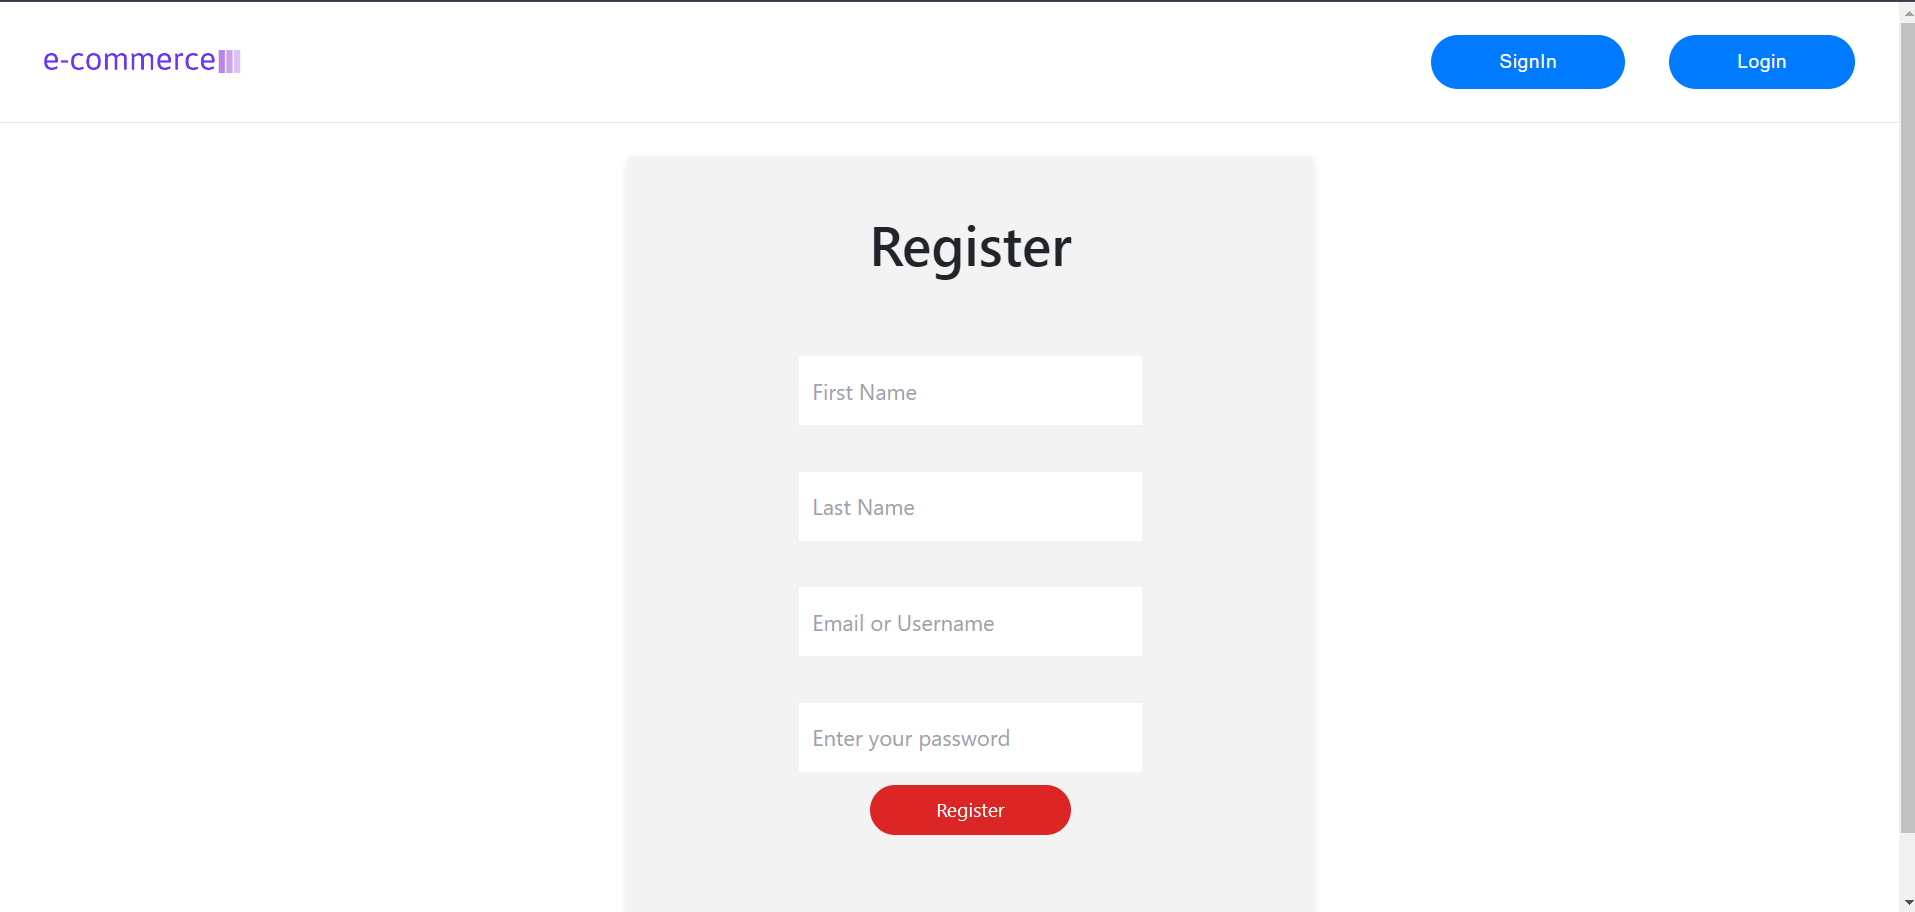 e-commerce
SignIn
Login
Register
First Name
Last Name
Email or Username
Enter your password
Register